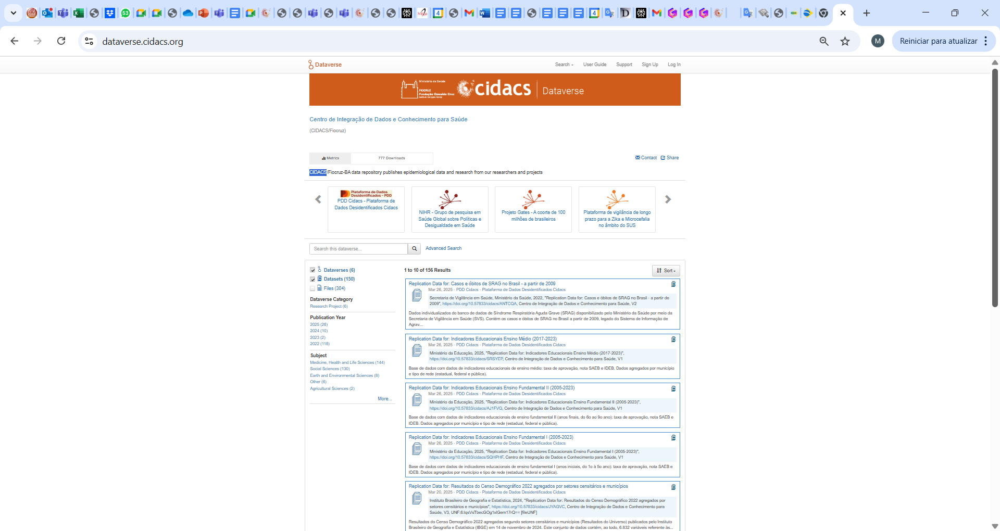 dataverse.cidacs.org
M
Reiniciar para atualizar
Dataverse
Search
User Guide
Support
Sign Up
Log In
Ministério da Saúde
FIOCRUZ
Fundação Oswaldo Cruz
cidacs
Dataverse
Centro de Integração de Dados e Conhecimento para Saúde
(CIDACS/Fiocruz)
Metrics
777 Downloads
Contact
Share
CIDACS/Fiocruz-BA data repository publishes epidemiological data and research from our researchers and projects
Plataforma de Dados
Desidentificados - PDD
PDD Cidacs - Plataforma de
Dados Desidentificados Cidacs
NIHR - Grupo de pesquisa em
Saúde Global sobre Políticas e
Desigualdade em Saúde
Projeto Gates - A coorte de 100
milhões de brasileiros
Plataforma de vigilância de longo
prazo para a Zika e Microcefalia
no âmbito do SUS
Search this dataverse...
Advanced Search
Dataverses (6)
Datasets (150)
Files (304)
Dataverse Category
Research Project (6)
Publication Year
2025 (26)
2024 (10)
2023 (2)
2022 (118)
Subject
Medicine, Health and Life Sciences (144)
Social Sciences (130)
Earth and Environmental Sciences (8)
Other (6)
Agricultural Sciences (2)
More...
1 to 10 of 156 Results
Sort
Replication Data for: Casos e óbitos de SRAG no Brasil - a partir de 2009
Mar 26, 2025 - PDD Cidacs - Plataforma de Dados Desidentificados Cidacs
Secretaria de Vigilância em Saúde, Ministério da Saúde, 2022, "Replication Data for: Casos e óbitos de SRAG no Brasil - a partir de
2009", https://doi.org/10.57833/cidacs/ANTCQA, Centro de Integração de Dados e Conhecimento para Saúde, V2
Dados individualizados do banco de dados de Síndrome Respiratória Aguda Grave (SRAG) disponibilizado pelo Ministério da Saúde por meio da
Secretaria de Vigilância em Saúde (SVS). Contém os casos e óbitos de SRAG no Brasil a partir de 2009, legado do Sistema de Informação de
Agrav...
Replication Data for: Indicadores Educacionais Ensino Médio (2017-2023)
Mar 26, 2025 - PDD Cidacs - Plataforma de Dados Desidentificados Cidacs
Ministério da Educação, 2025, "Replication Data for: Indicadores Educacionais Ensino Médio (2017-2023)",
https://doi.org/10.57833/cidacs/SRSYEP, Centro de Integração de Dados e Conhecimento para Saúde, V1
Base de dados com dados de indicadores educacionais de ensino médio: taxa de aprovação, nota SAEB e IDEB. Dados agregados por município
e tipo de rede (estadual, federal e pública).
Replication Data for: Indicadores Educacionais Ensino Fundamental II (2005-2023)
Mar 26, 2025 - PDD Cidacs - Plataforma de Dados Desidentificados Cidacs
Ministério da Educação, 2025, "Replication Data for: Indicadores Educacionais Ensino Fundamental II (2005-2023)",
https://doi.org/10.57833/cidacs/AJ1FVQ, Centro de Integração de Dados e Conhecimento para Saúde, V1
Base de dados com dados de indicadores educacionais de ensino fundamental II (anos finais, do 6o ao 9o ano): taxa de aprovação, nota SAEB e
IDEB. Dados agregados por município e tipo de rede (estadual, federal e pública).
Replication Data for: Indicadores Educacionais Ensino Fundamental I (2005-2023)
Mar 26, 2025 - PDD Cidacs - Plataforma de Dados Desidentificados Cidacs
Ministério da Educação, 2025, "Replication Data for: Indicadores Educacionais Ensino Fundamental I (2005-2023)",
https://doi.org/10.57833/cidacs/SQHPHF, Centro de Integração de Dados e Conhecimento para Saúde, V1
Base de dados com dados de indicadores educacionais de ensino fundamental I (anos iniciais, do 1o à 5o ano): taxa de aprovação, nota SAEB e
IDEB. Dados agregados por município e tipo de rede (estadual, federal e pública).
Replication Data for: Resultados do Censo Demográfico 2022 agregados por setores censitários e municípios
Mar 20, 2025 - PDD Cidacs - Plataforma de Dados Desidentificados Cidacs
Instituto Brasileiro de Geografia e Estatística, 2024, "Replication Data for: Resultados do Censo Demográfico 2022 agregados por
setores censitários e municípios", https://doi.org/10.57833/cidacs/JYAGVC, Centro de Integração de Dados e Conhecimento para
Saúde, V3, [fileUNF]
Resultados do Censo Demográfico 2022 agregados segundo setores censitários e municípios (Resultados do Universo) publicados pelo Instituto
Brasileiro de Geografia e Estatística (IBGE) em 14 de novembro de 2024. Este conjunto de dados contém, ao todo, 6.832 variáveis referente às...